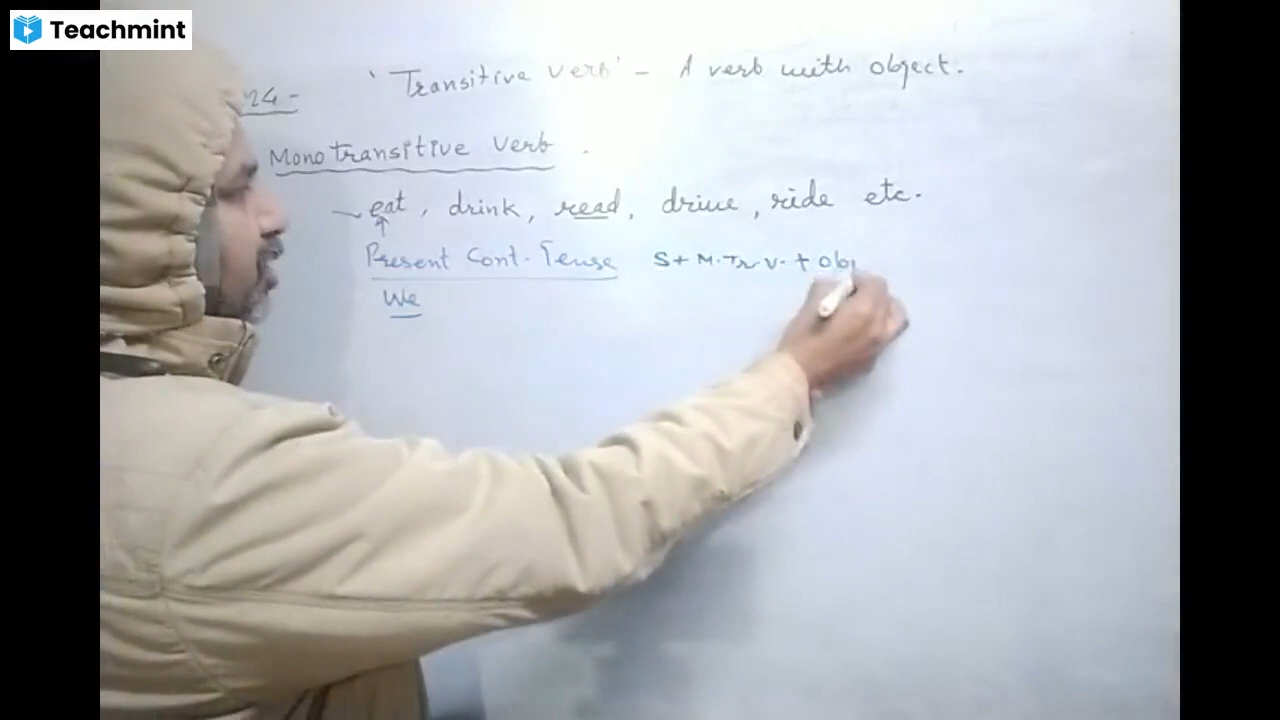 Teachmint
'Transitive verb' - A verb with object.
Mono Transitive verb.
eat, drink, read, drive, ride etc.
Present Cont. Tense S + M.Tr.V. + Obj
We